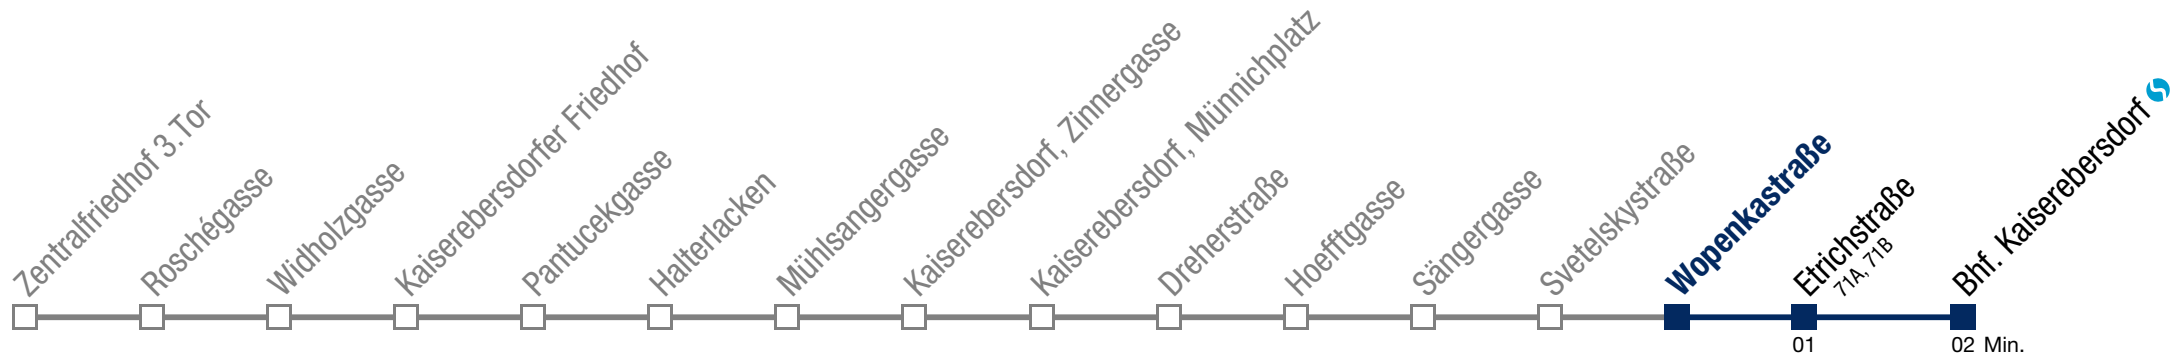 Zentralfriedhof 3. Tor
Roschégasse
Widholzgasse
Kaiserebersdorfer Friedhof
Pantucekgasse
Halterlacken
Mühlsangergasse
Kaiserebersdorf, Zinnergasse
Kaiserebersdorf, Münnichplatz
Dreherstraße
Hoefftgasse
Sängergasse
Svetelskystraße
Wopenkastraße
Etrichstraße
71A, 71B
Bhf. Kaiserebersdorf
01
02 Min.